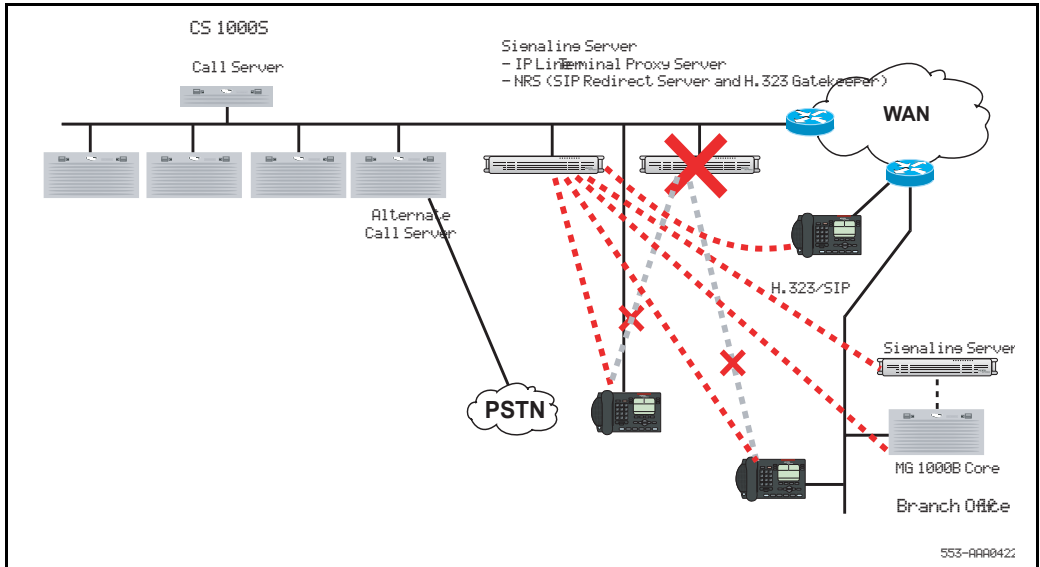 CS 1000S
Call Server
Signaling Server
- IP Line Terminal Proxy Server
- NRS (SIP Redirect Server and H.323 Gatekeeper)
WAN
Alternate
Call Server
H.323/SIP
Signaling Server
PSTN
MG 1000B Core
Branch Office
553-AAA0422